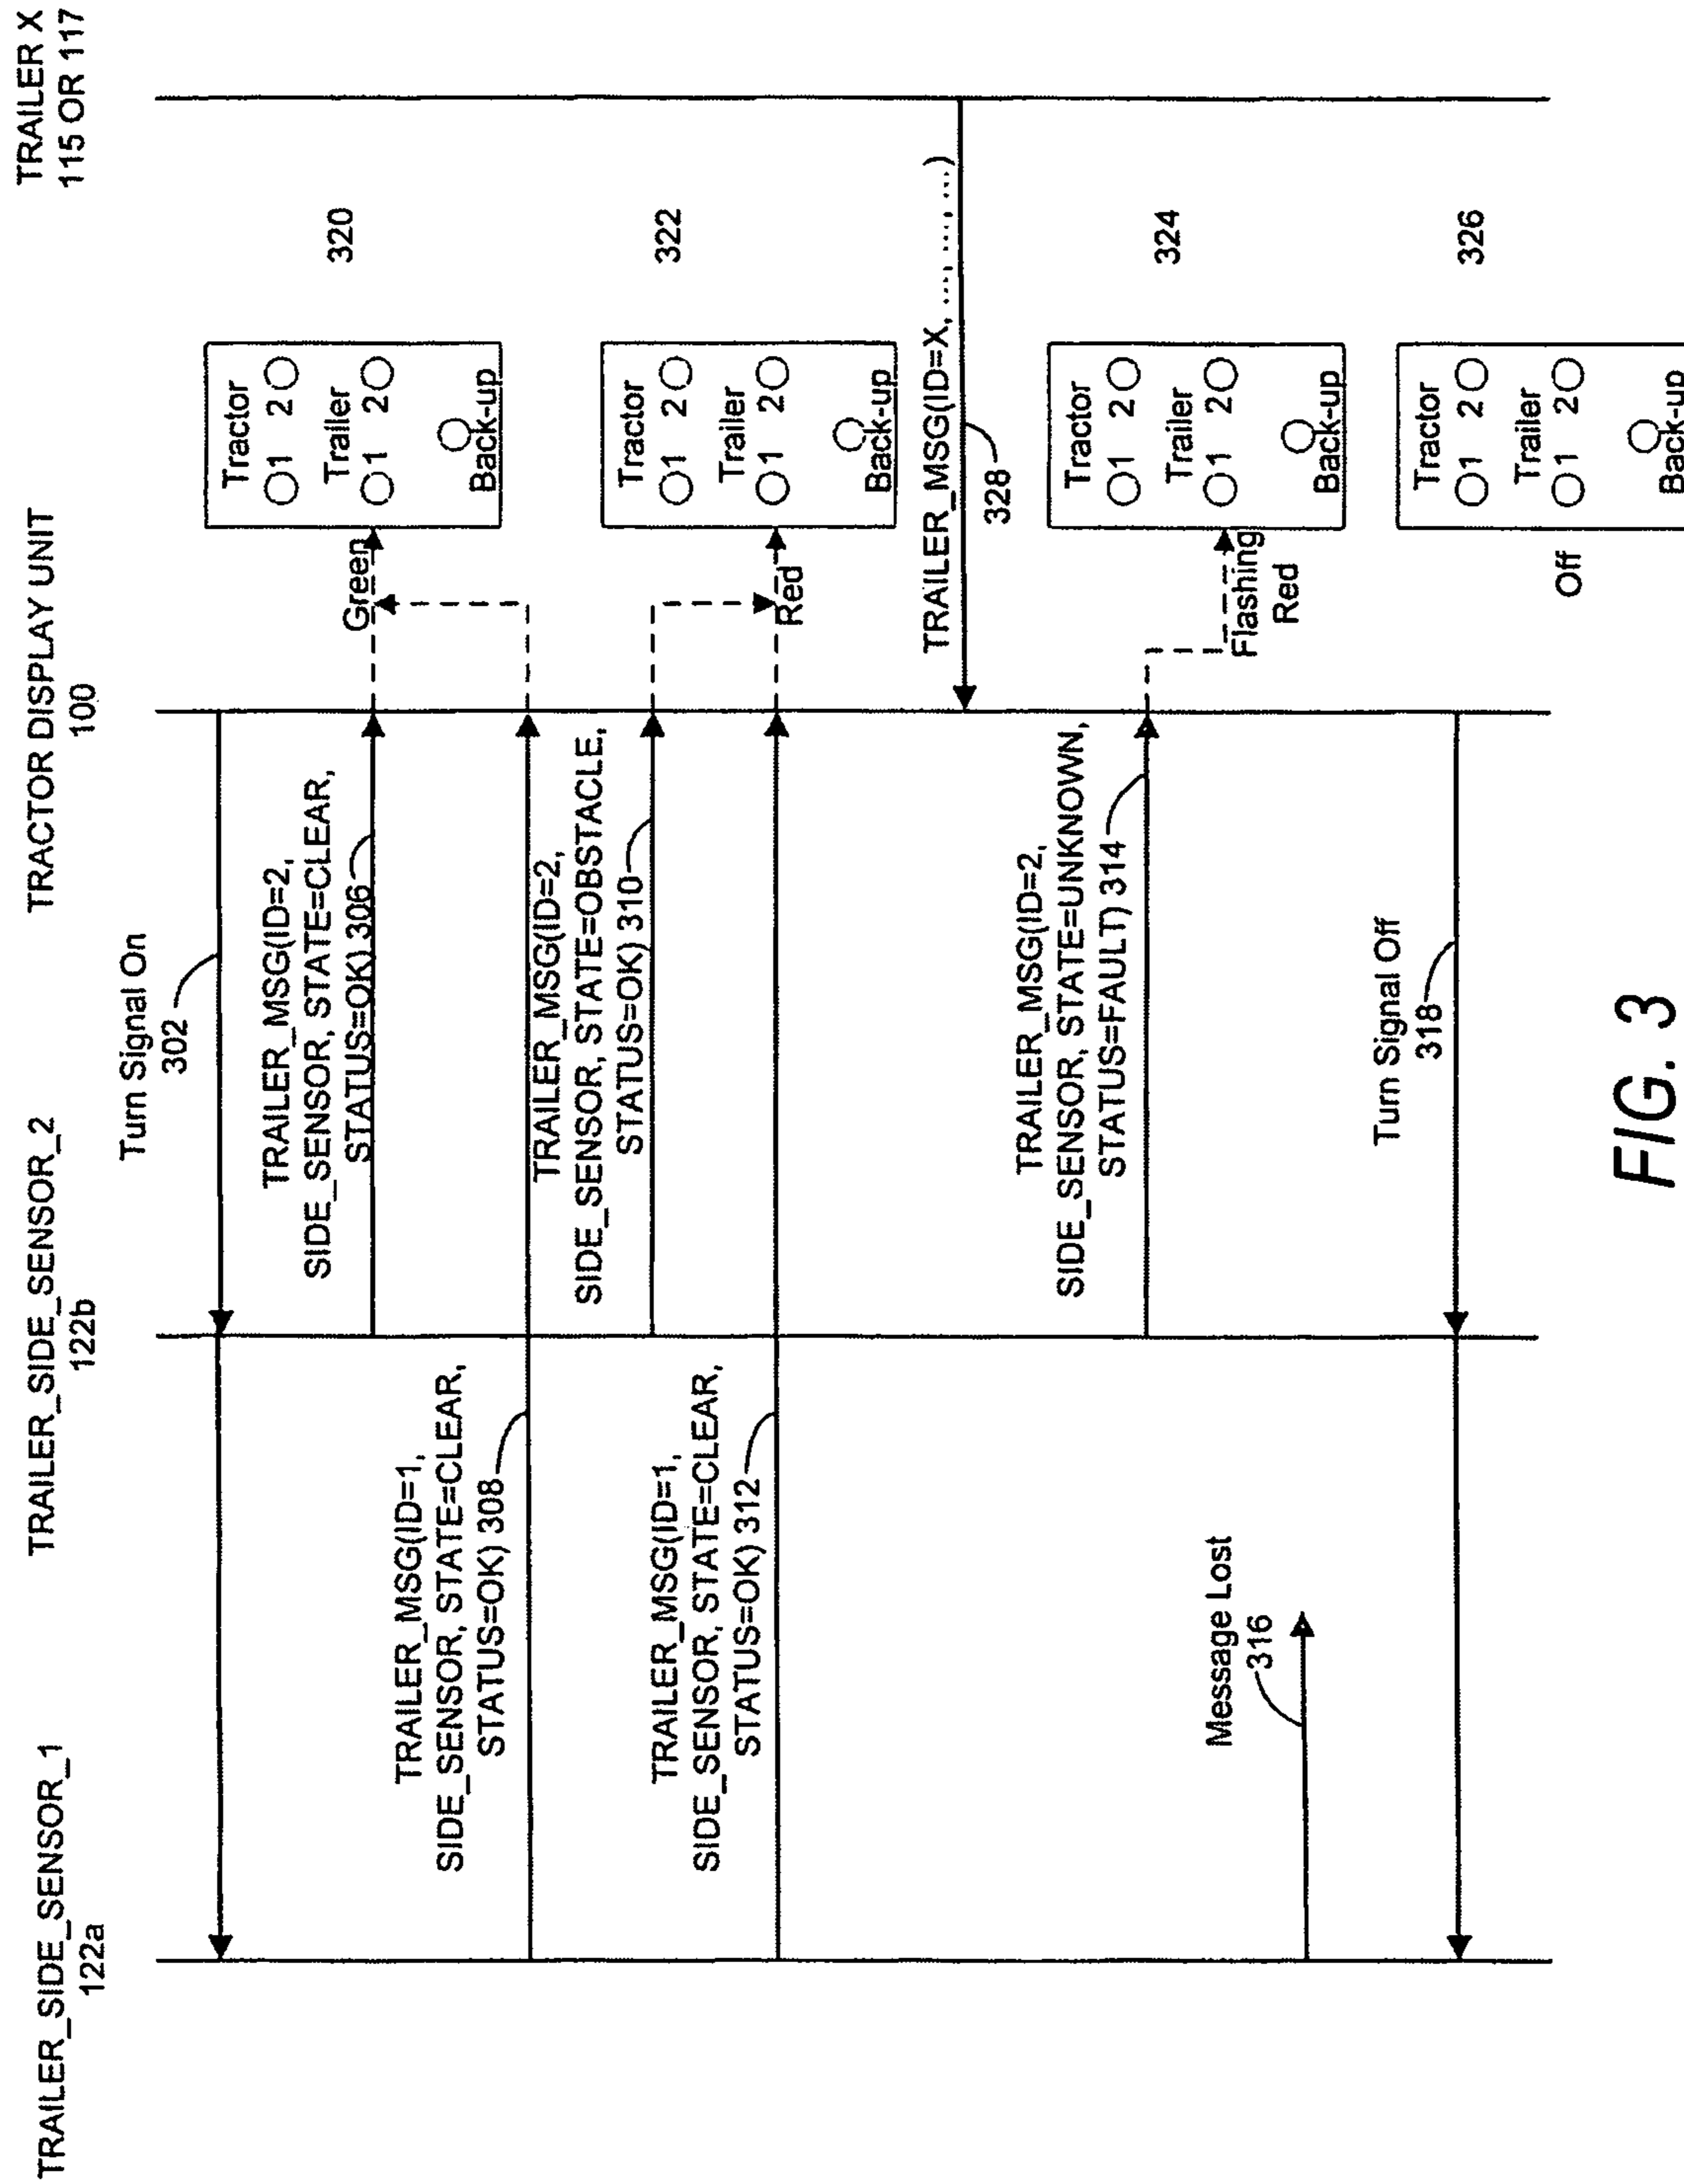 TRAILER_SIDE_SENSOR_1
122a
TRAILER_SIDE_SENSOR_2
122b
TRACTOR DISPLAY UNIT
100
TRAILER X
115 OR 117
Turn Signal On
302
TRAILER_MSG(ID=2,
SIDE_SENSOR, STATE=CLEAR,
STATUS=OK) 306
Green
Tractor
1 2
Trailer
1 2
Back-up
320
TRAILER_MSG(ID=1,
SIDE_SENSOR, STATE=CLEAR,
STATUS=OK) 308
TRAILER_MSG(ID=2,
SIDE_SENSOR, STATE=OBSTACLE,
STATUS=OK) 310
TRAILER_MSG(ID=1,
SIDE_SENSOR, STATE=CLEAR,
STATUS=OK) 312
Red
Tractor
1 2
Trailer
1 2
Back-up
322
TRAILER_MSG(ID=X, ..., ..., ...)
328
TRAILER_MSG(ID=2,
SIDE_SENSOR, STATE=UNKNOWN,
STATUS=FAULT) 314
Flashing
Red
Tractor
1 2
Trailer
1 2
Back-up
324
Message Lost
316
Turn Signal Off
318
Off
Tractor
1 2
Trailer
1 2
Back-up
326
FIG. 3